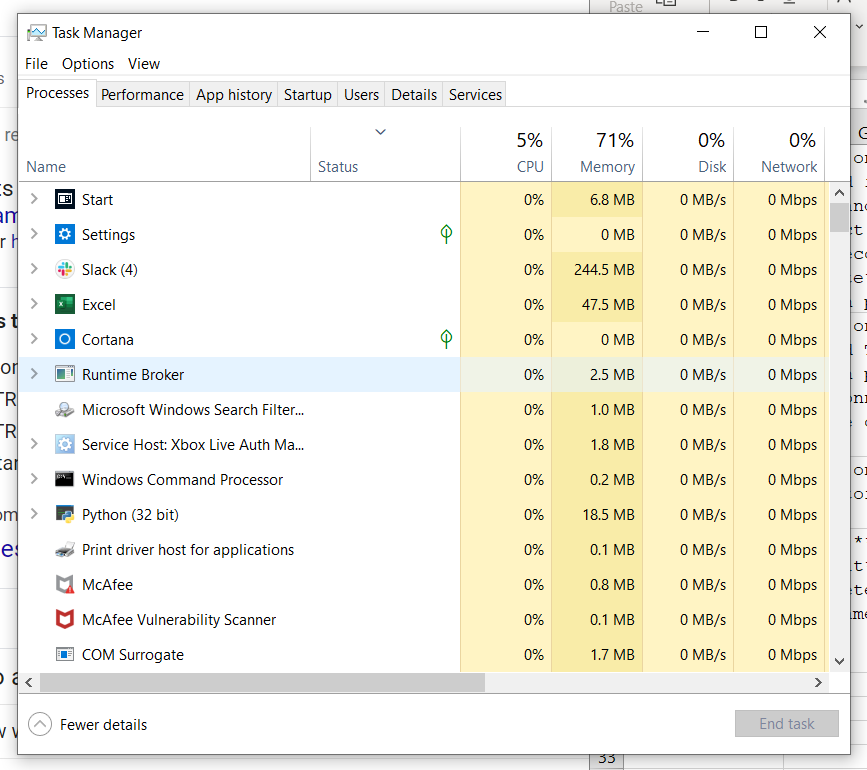 Paste
Task Manager
File Options View
Processes Performance App history Startup Users Details Services
5% 71% 0% 0%
Name Status CPU Memory Disk Network
Start 0% 6.8 MB 0 MB/s 0 Mbps
Settings 0% 0 MB 0 MB/s 0 Mbps
Slack (4) 0% 244.5 MB 0 MB/s 0 Mbps
Excel 0% 47.5 MB 0 MB/s 0 Mbps
Cortana 0% 0 MB 0 MB/s 0 Mbps
Runtime Broker 0% 2.5 MB 0 MB/s 0 Mbps
Microsoft Windows Search Filter... 0% 1.0 MB 0 MB/s 0 Mbps
Service Host: Xbox Live Auth Ma... 0% 1.8 MB 0 MB/s 0 Mbps
Windows Command Processor 0% 0.2 MB 0 MB/s 0 Mbps
Python (32 bit) 0% 18.5 MB 0 MB/s 0 Mbps
Print driver host for applications 0% 0.1 MB 0 MB/s 0 Mbps
McAfee 0% 0.8 MB 0 MB/s 0 Mbps
McAfee Vulnerability Scanner 0% 0.1 MB 0 MB/s 0 Mbps
COM Surrogate 0% 1.7 MB 0 MB/s 0 Mbps
Fewer details End task
33